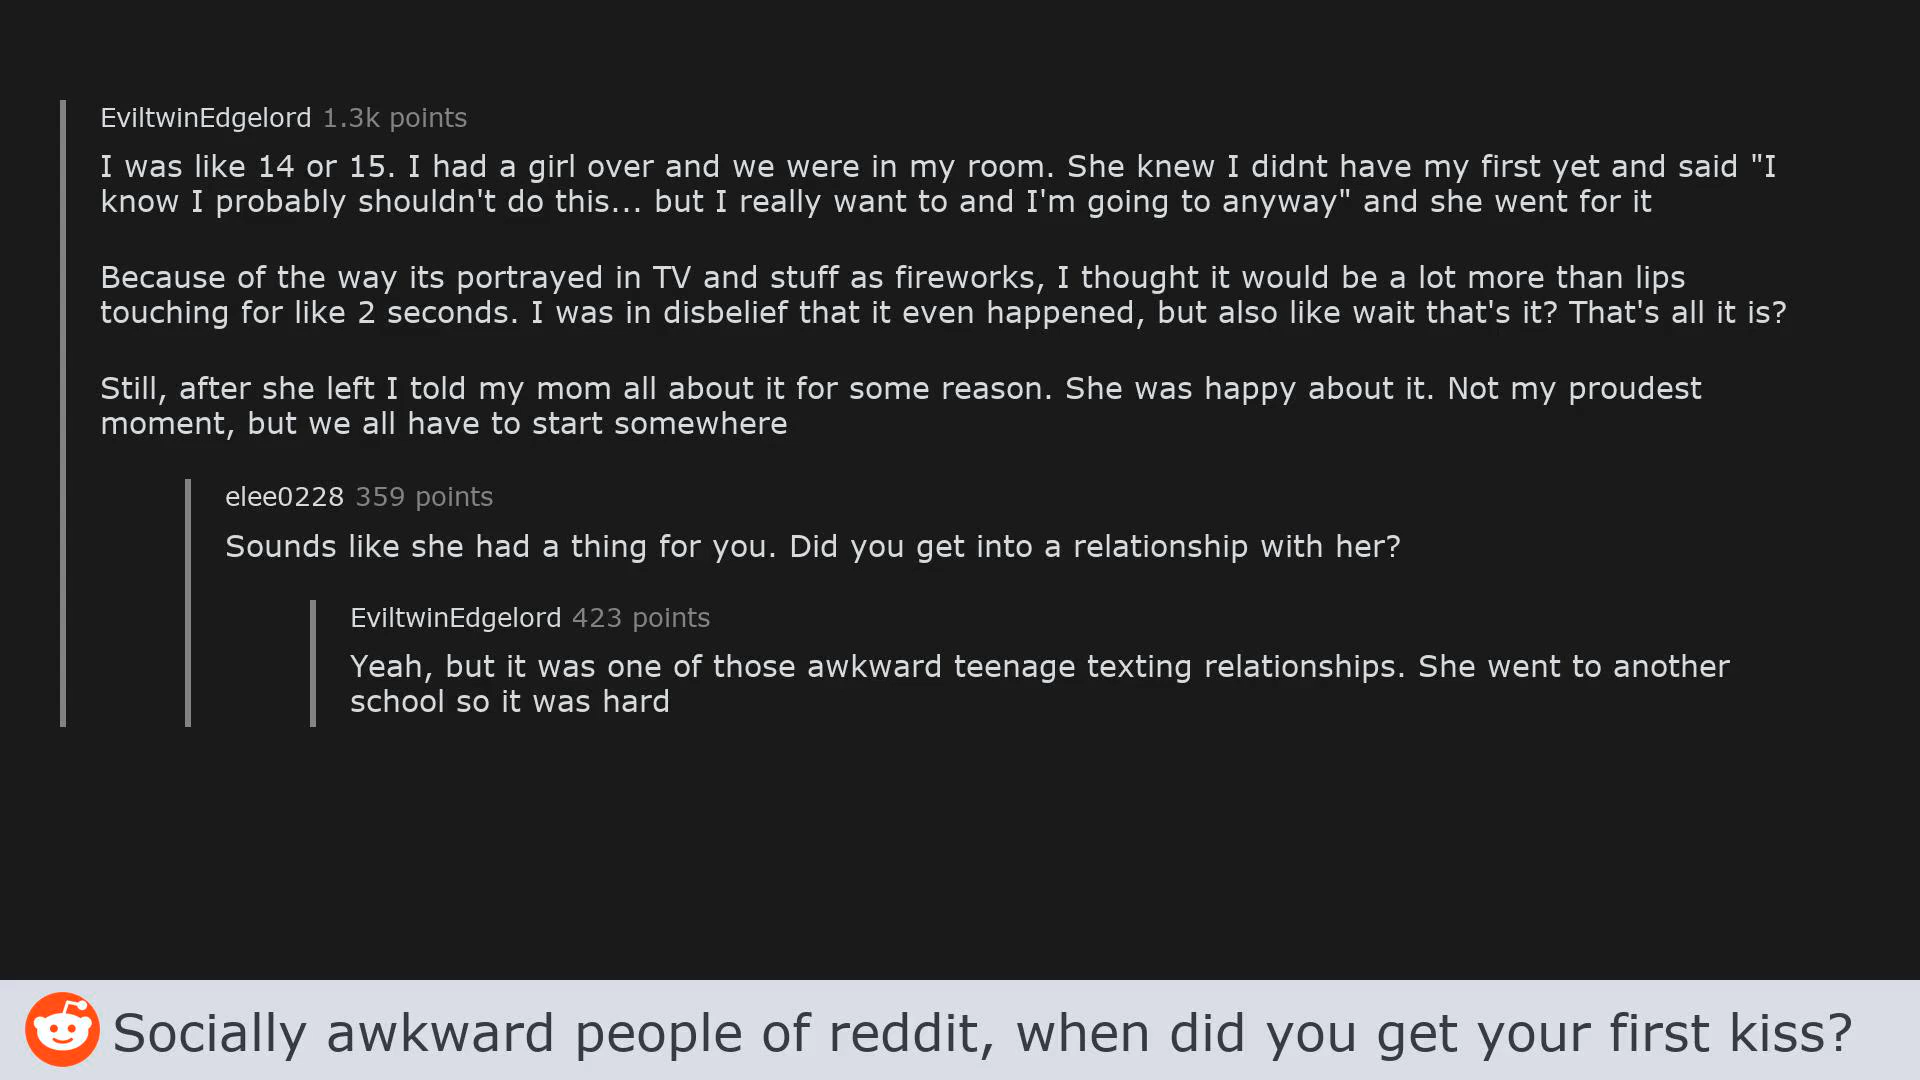 EviltwinEdgelord 1.3k points
I was like 14 or 15. I had a girl over and we were in my room. She knew I didnt have my first yet and said "I
know I probably shouldn't do this... but I really want to and I'm going to anyway" and she went for it
Because of the way its portrayed in TV and stuff as fireworks, I thought it would be a lot more than lips
touching for like 2 seconds. I was in disbelief that it even happened, but also like wait that's it? That's all it is?
Still, after she left I told my mom all about it for some reason. She was happy about it. Not my proudest
moment, but we all have to start somewhere
elee0228 359 points
Sounds like she had a thing for you. Did you get into a relationship with her?
EviltwinEdgelord 423 points
Yeah, but it was one of those awkward teenage texting relationships. She went to another
school so it was hard
Socially awkward people of reddit, when did you get your first kiss?